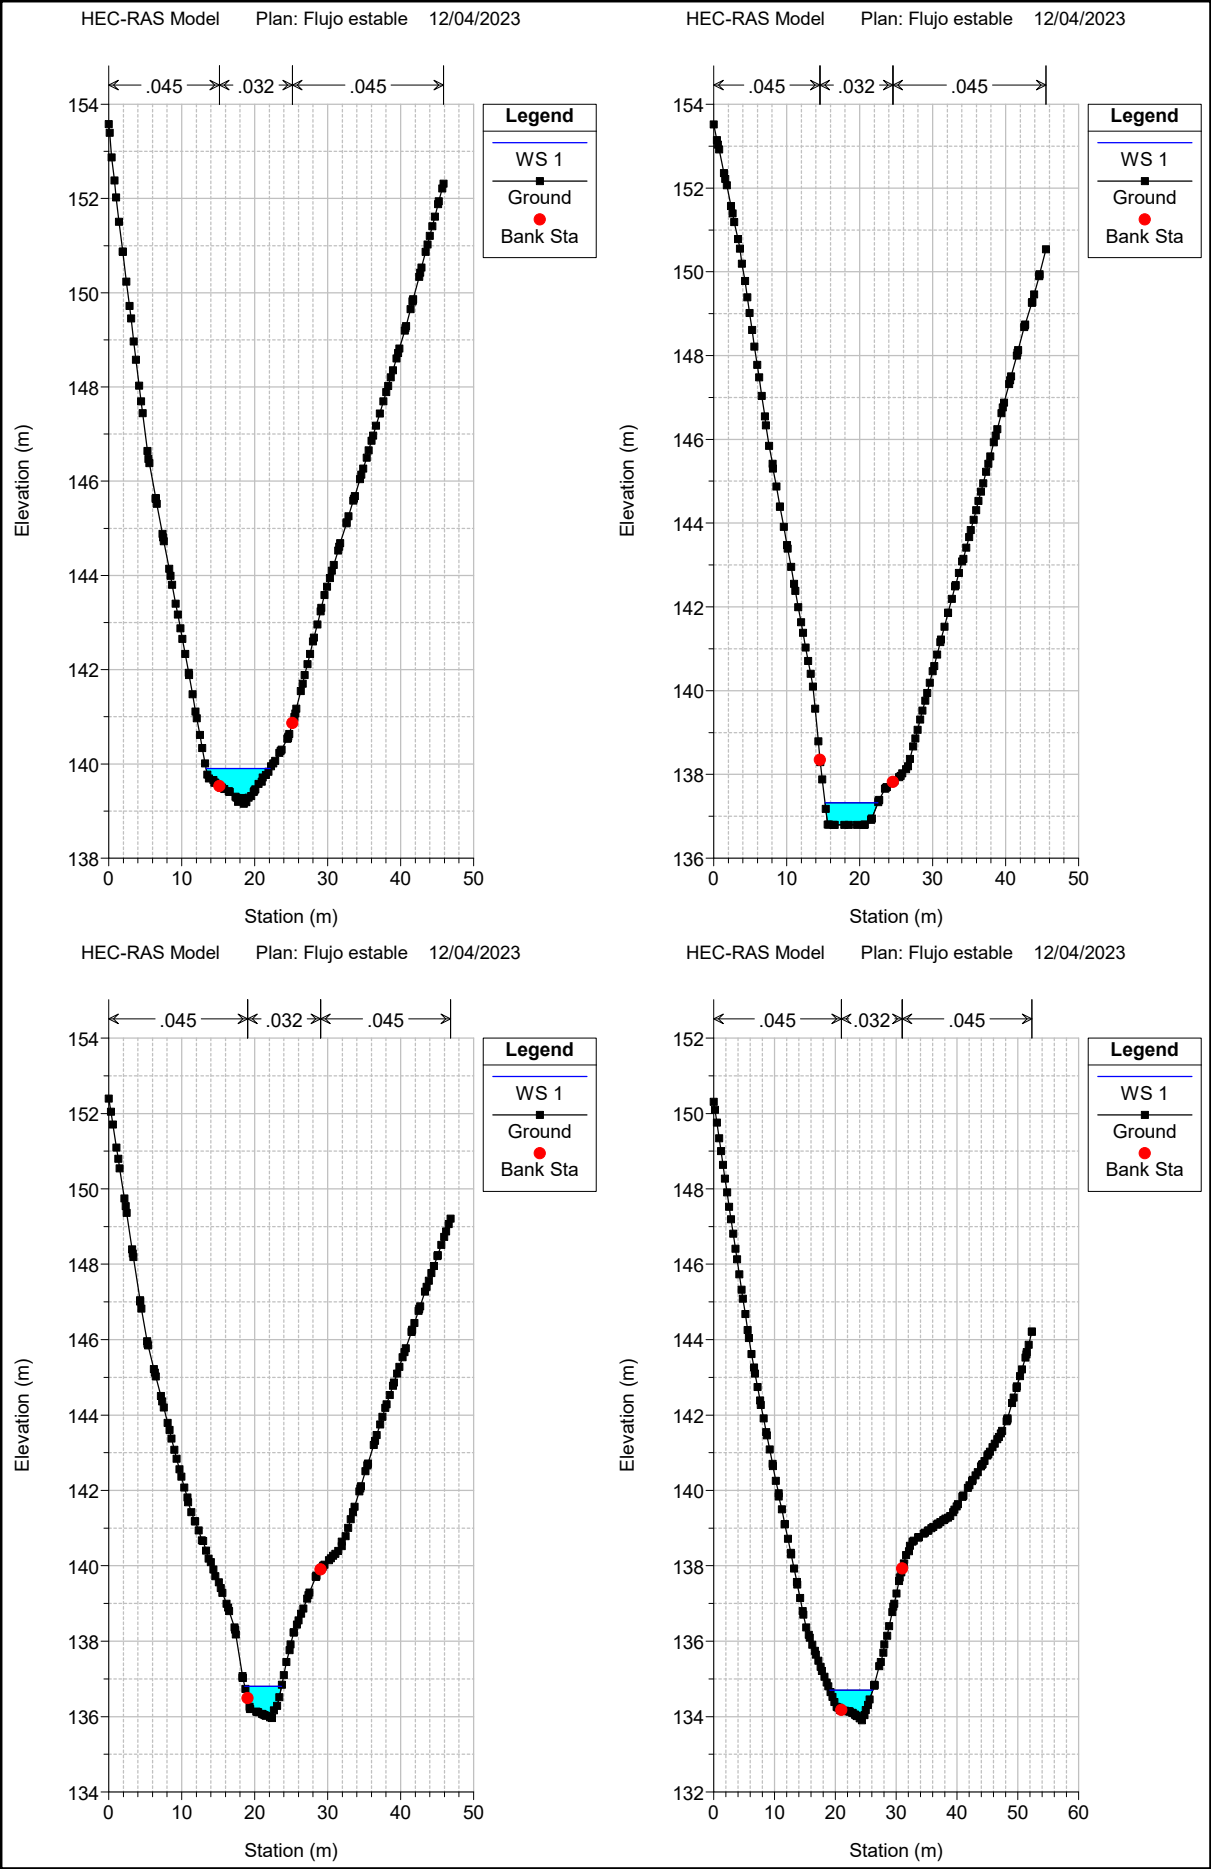 HEC-RAS Model Plan: Flujo estable 12/04/2023
.045 .032 .045
Legend
WS 1
Ground
Bank Sta
154
152
150
148
146
144
142
140
138
0 10 20 30 40 50
Station (m)
Elevation (m)
HEC-RAS Model Plan: Flujo estable 12/04/2023
.045 .032 .045
Legend
WS 1
Ground
Bank Sta
154
152
150
148
146
144
142
140
138
136
0 10 20 30 40 50
Station (m)
Elevation (m)
HEC-RAS Model Plan: Flujo estable 12/04/2023
.045 .032 .045
Legend
WS 1
Ground
Bank Sta
154
152
150
148
146
144
142
140
138
136
134
0 10 20 30 40 50
Station (m)
Elevation (m)
HEC-RAS Model Plan: Flujo estable 12/04/2023
.045 .032 .045
Legend
WS 1
Ground
Bank Sta
152
150
148
146
144
142
140
138
136
134
132
0 10 20 30 40 50 60
Station (m)
Elevation (m)